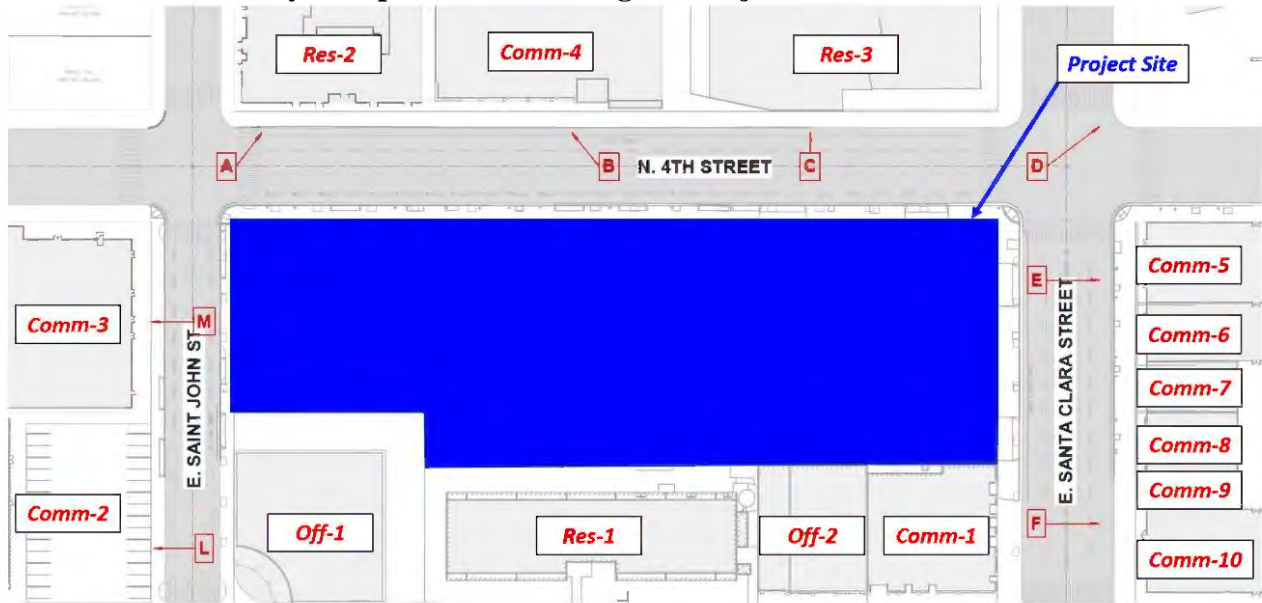 Res-2
Comm-4
Res-3
Project Site
A
B
N. 4TH STREET
C
D
Comm-3
M
E. SAINT JOHN ST
E
E. SANTA CLARA STREET
Comm-5
Comm-6
Comm-7
Comm-8
Comm-9
Comm-10
Comm-2
L
Off-1
Res-1
Off-2
Comm-1
F